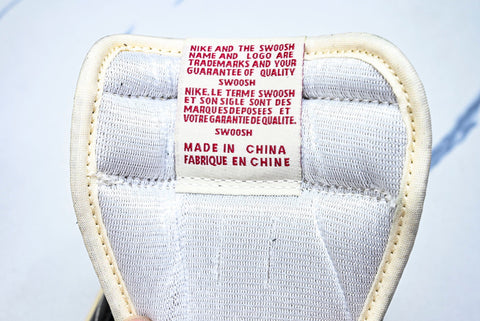 NIKE AND THE SWOOSH
NAME AND LOGO ARE
TRADEMARKS AND YOUR
GUARANTEE OF QUALITY
SWOOSH
NIKE. LE TERME SWOOSH
ET SON SIGLE SONT DES
MARQUES DEPOSEES ET
VOTRE GARANTIE DE QUALITE.
SWOOSH
MADE IN CHINA
FABRIQUE EN CHINE